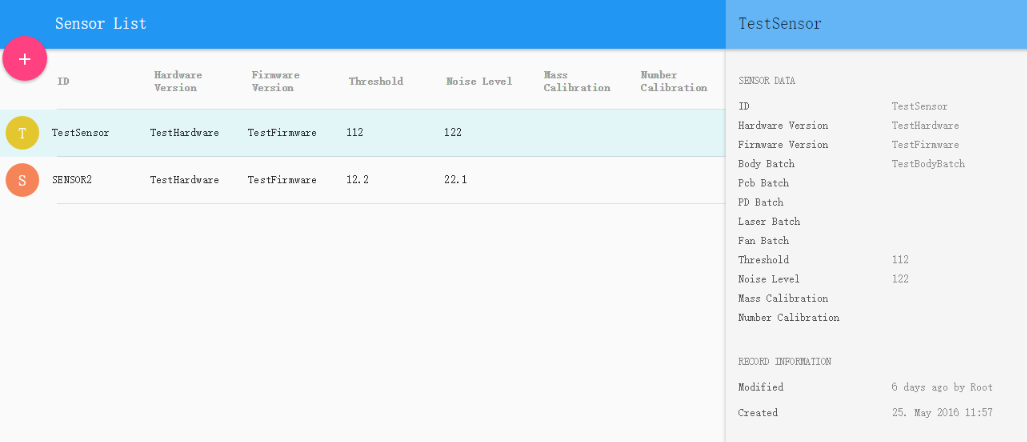 Sensor List
+
ID Hardware Version Firmware Version Threshold Noise Level Mass Calibration Number Calibration
T TestSensor TestHardware TestFirmware 112 122
S SENSOR2 TestHardware TestFirmware 12.2 22.1
TestSensor
SENSOR DATA
ID TestSensor
Hardware Version TestHardware
Firmware Version TestFirmware
Body Batch TestBodyBatch
Pcb Batch
PD Batch
Laser Batch
Fan Batch
Threshold 112
Noise Level 122
Mass Calibration
Number Calibration
RECORD INFORMATION
Modified 6 days ago by Root
Created 25. May 2016 11:57